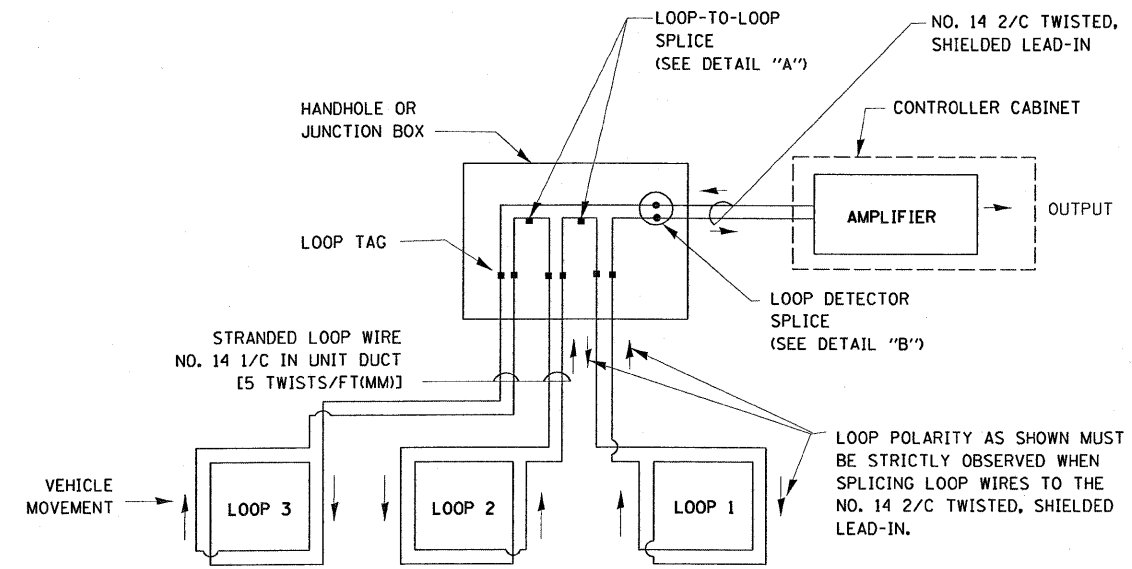 LOOP-TO-LOOP
SPLICE
(SEE DETAIL "A")
NO. 14 2/C TWISTED,
SHIELDED LEAD-IN
HANDHOLE OR
JUNCTION BOX
CONTROLLER CABINET
AMPLIFIER
OUTPUT
LOOP TAG
LOOP DETECTOR
SPLICE
(SEE DETAIL "B")
STRANDED LOOP WIRE
NO. 14 1/C IN UNIT DUCT
[5 TWISTS/FT(MM)]
LOOP POLARITY AS SHOWN MUST
BE STRICTLY OBSERVED WHEN
SPLICING LOOP WIRES TO THE
NO. 14 2/C TWISTED, SHIELDED
LEAD-IN.
VEHICLE
MOVEMENT
LOOP 3
LOOP 2
LOOP 1